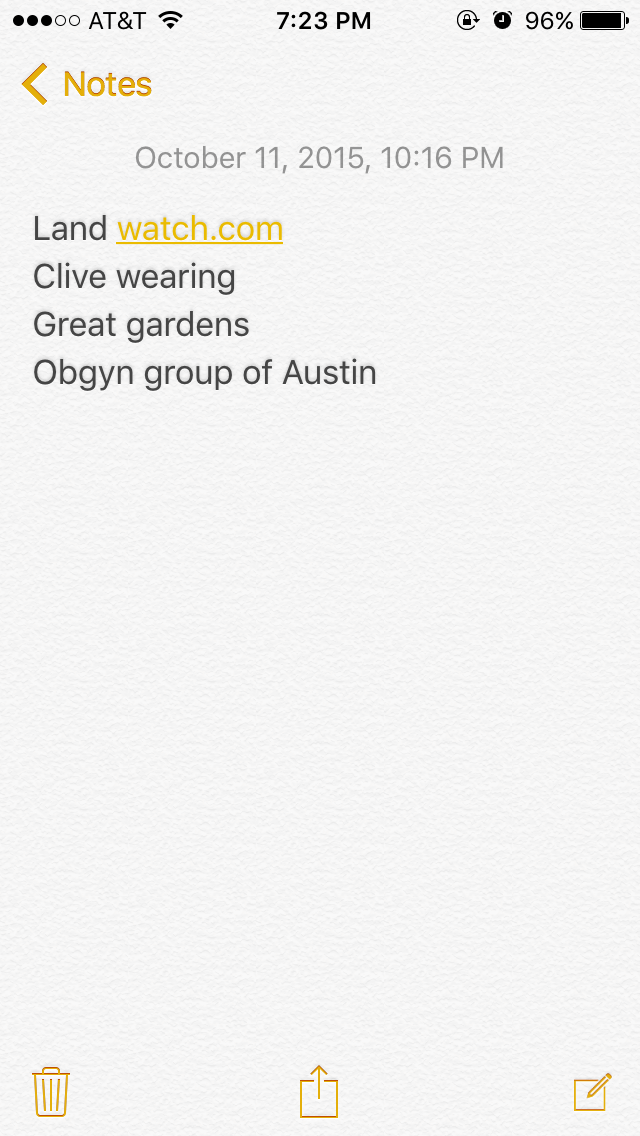 AT&T 7:23 PM 96%
Notes
October 11, 2015, 10:16 PM
Land watch.com
Clive wearing
Great gardens
Obgyn group of Austin